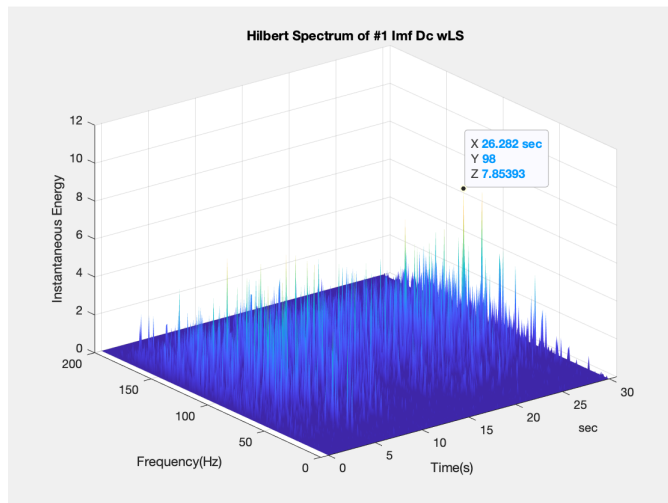 Hilbert Spectrum of #1 Imf Dc wLS
12
10
8
6
4
2
0
Instantaneous Energy
X 26.282 sec
Y 98
Z 7.85393
200
150
100
50
0
Frequency(Hz)
0
5
10
15
20
25
30
sec
Time(s)